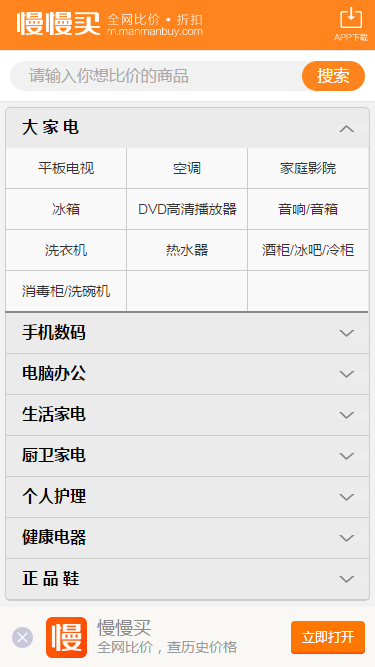 慢慢买 全网比价·折扣
m.manmanbuy.com
APP下载
请输入你想比价的商品 搜索
大 家 电
平板电视 空调 家庭影院
冰箱 DVD高清播放器 音响/音箱
洗衣机 热水器 酒柜/冰吧/冷柜
消毒柜/洗碗机
手机数码
电脑办公
生活家电
厨卫家电
个人护理
健康电器
正 品 鞋
慢 慢慢买
全网比价，查历史价格
立即打开